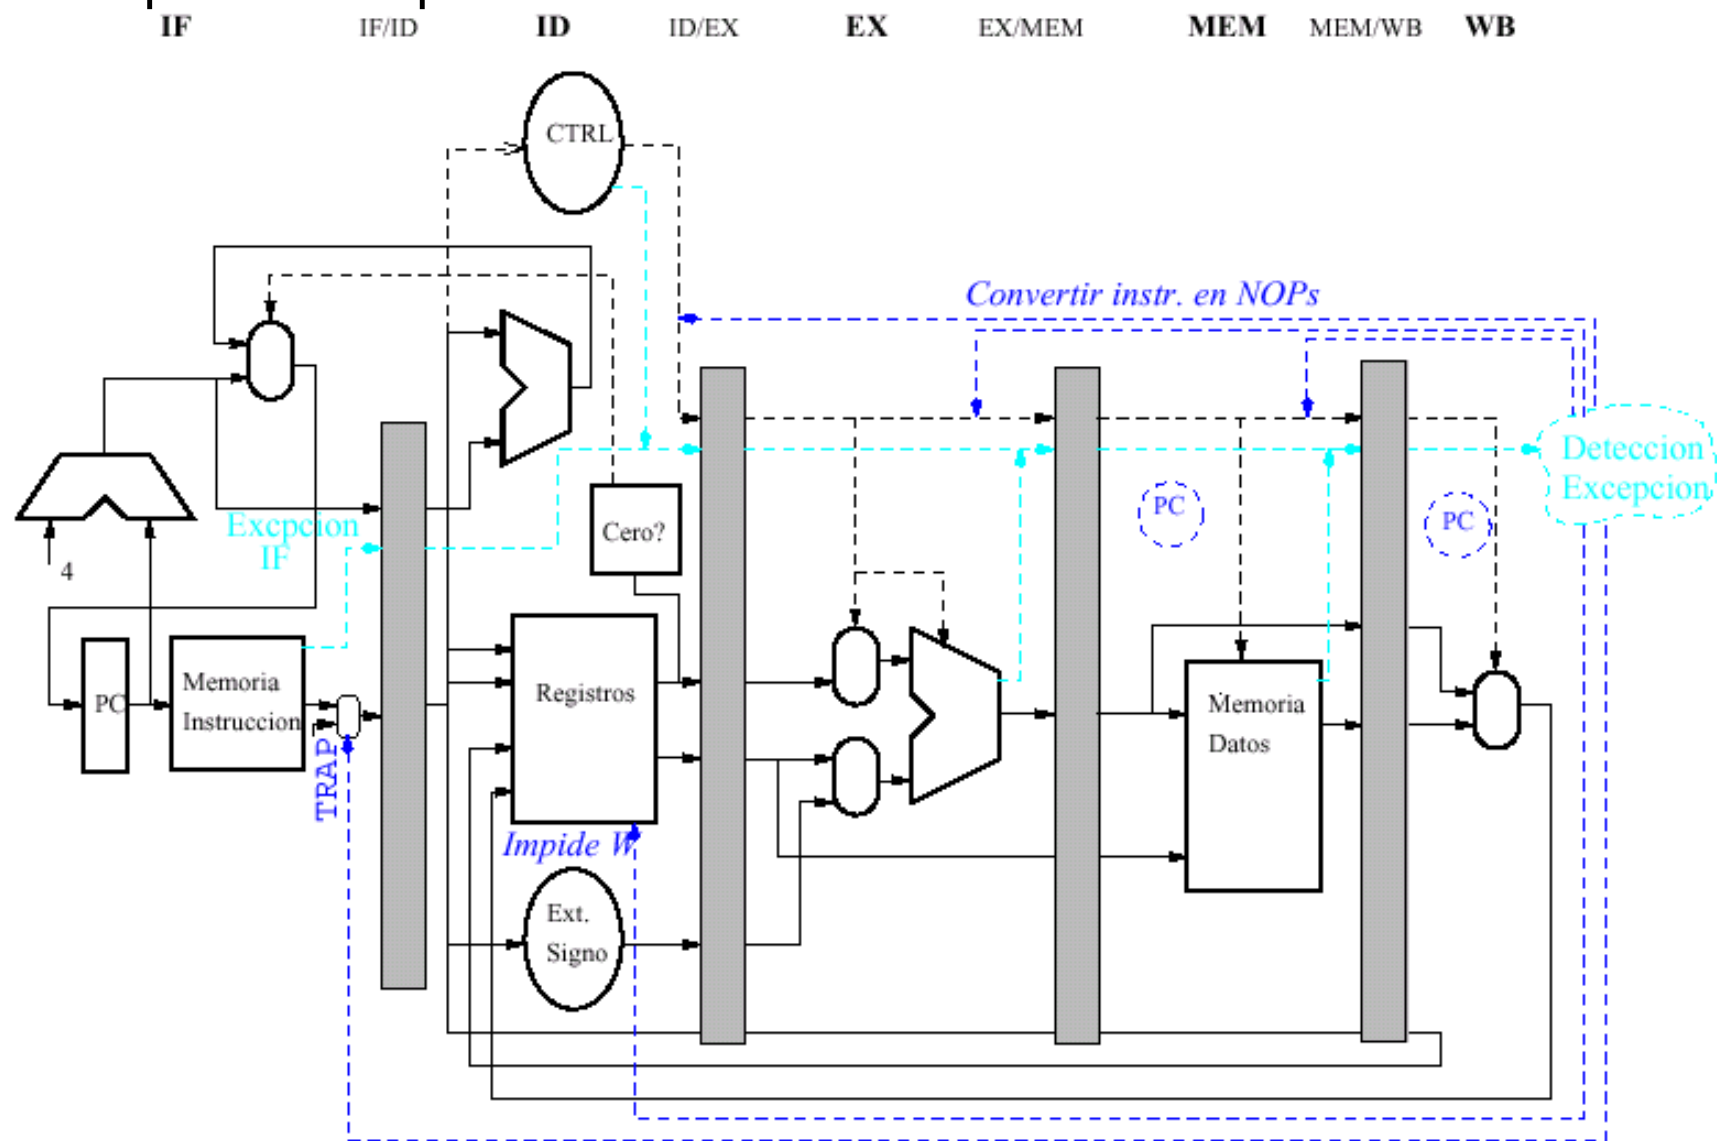 IF IF/ID ID ID/EX EX EX/MEM MEM MEM/WB WB
CTRL
Convertir instr. en NOPs
Deteccion
Excepcion
PC
PC
Excpcion
IF
Cero?
4
PC
Memoria
Instruccion
TRAP
Registros
Memoria
Datos
Impide W
Ext.
Signo